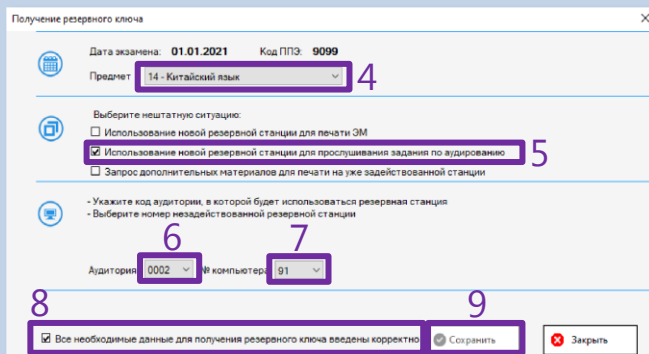 Получение резервного ключа
Дата экзамена: 01.01.2021 Код ППЭ: 9099
Предмет 14 - Китайский язык 4
Выберите нештатную ситуацию:
Использование новой резервной станции для печати ЭМ
Использование новой резервной станции для прослушивания задания по аудированию 5
Запрос дополнительных материалов для печати на уже задействованной станции
- Укажите код аудитории, в которой будет использоваться резервная станция
- Выберите номер незадействованной резервной станции
6 7
Аудитория 0002 № компьютера 91
8 9
Все необходимые данные для получения резервного ключа введены корректно Сохранить Закрыть